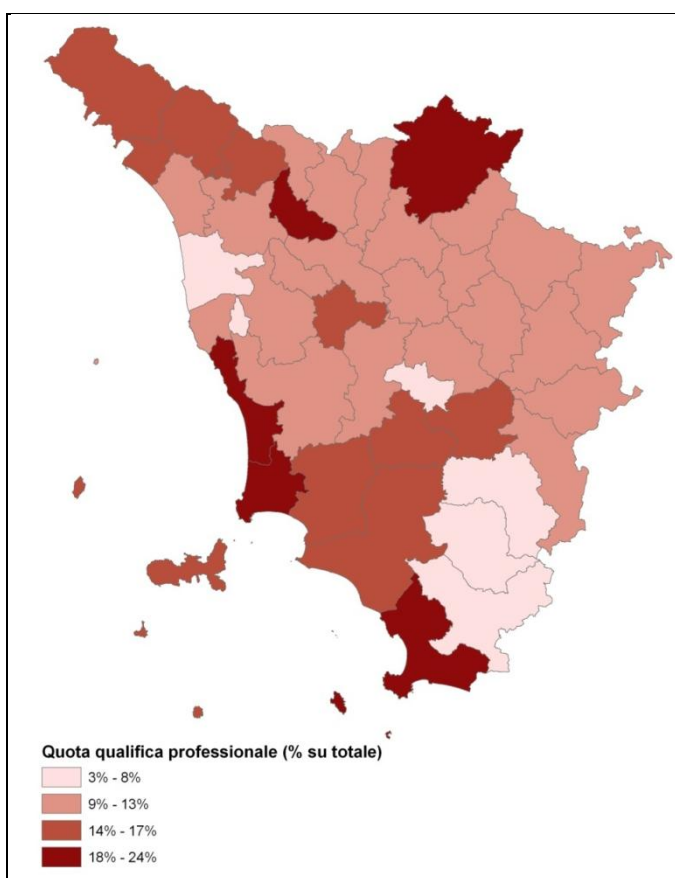 Quota qualifica professionale (% su totale)
3% - 8%
9% - 13%
14% - 17%
18% - 24%